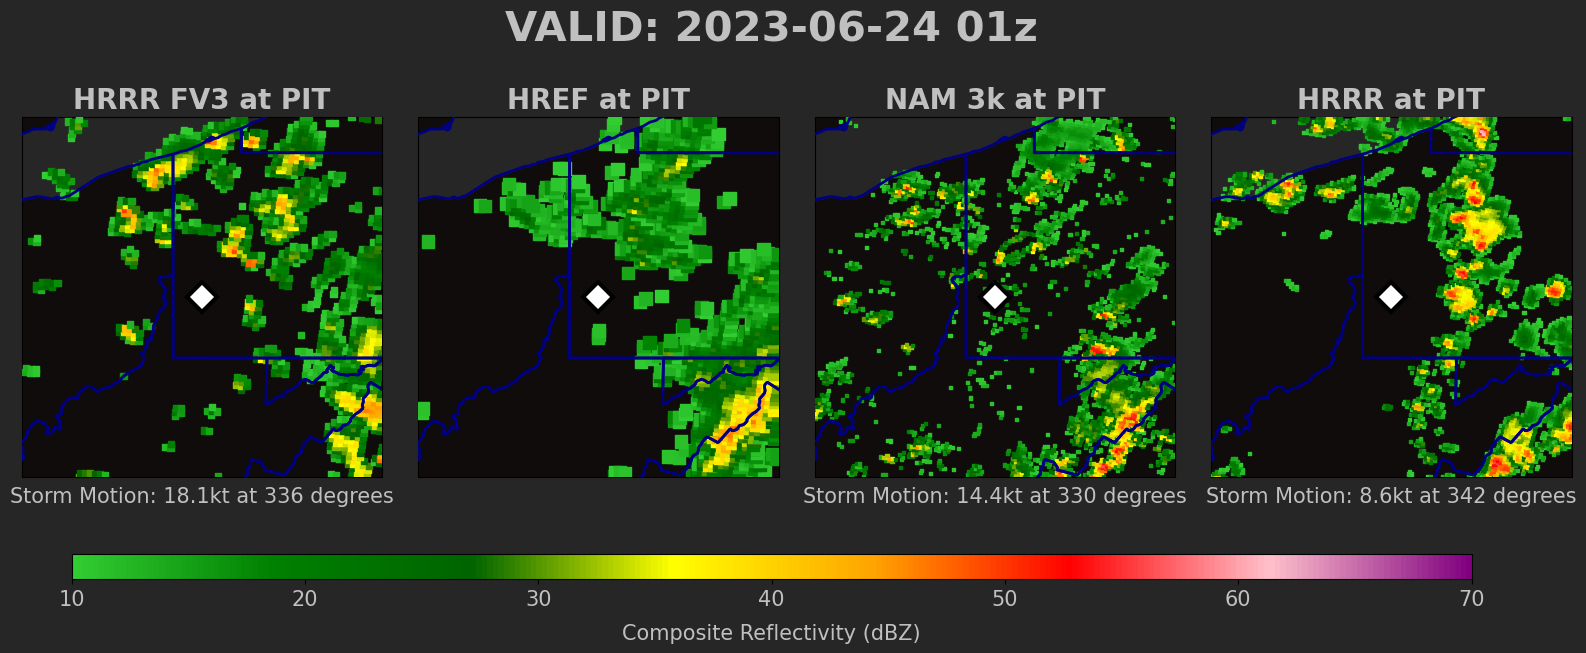 VALID: 2023-06-24 01z
HRRR FV3 at PIT
HREF at PIT
NAM 3k at PIT
HRRR at PIT
Storm Motion: 18.1kt at 336 degrees
Storm Motion: 14.4kt at 330 degrees
Storm Motion: 8.6kt at 342 degrees
10 20 30 40 50 60 70
Composite Reflectivity (dBZ)